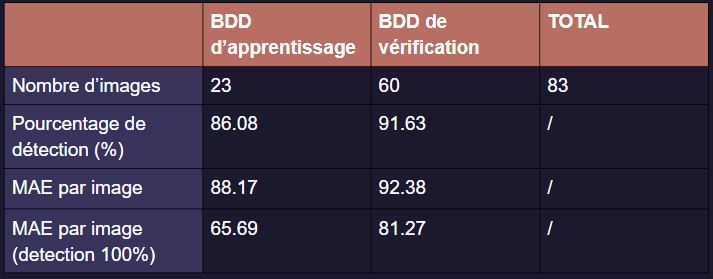 BDD BDD de TOTAL
d'apprentissage vérification
Nombre d'images 23 60 83
Pourcentage de 86.08 91.63 /
détection (%)
MAE par image 88.17 92.38 /
MAE par image 65.69 81.27 /
(detection 100%)